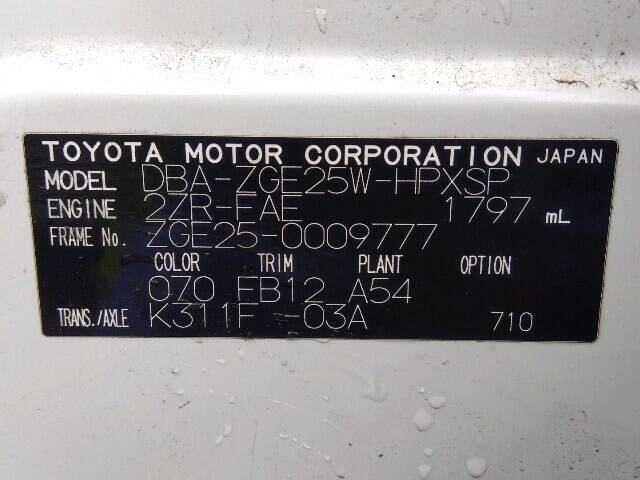 TOYOTA MOTOR CORPORATION JAPAN
MODEL DBA-ZGE25W-HPXSP
ENGINE 2ZR-FAE 1797 mL
FRAME No. ZGE25-0009777
COLOR TRIM PLANT OPTION
070 FB12 A54
TRANS./AXLE K311F -03A 710